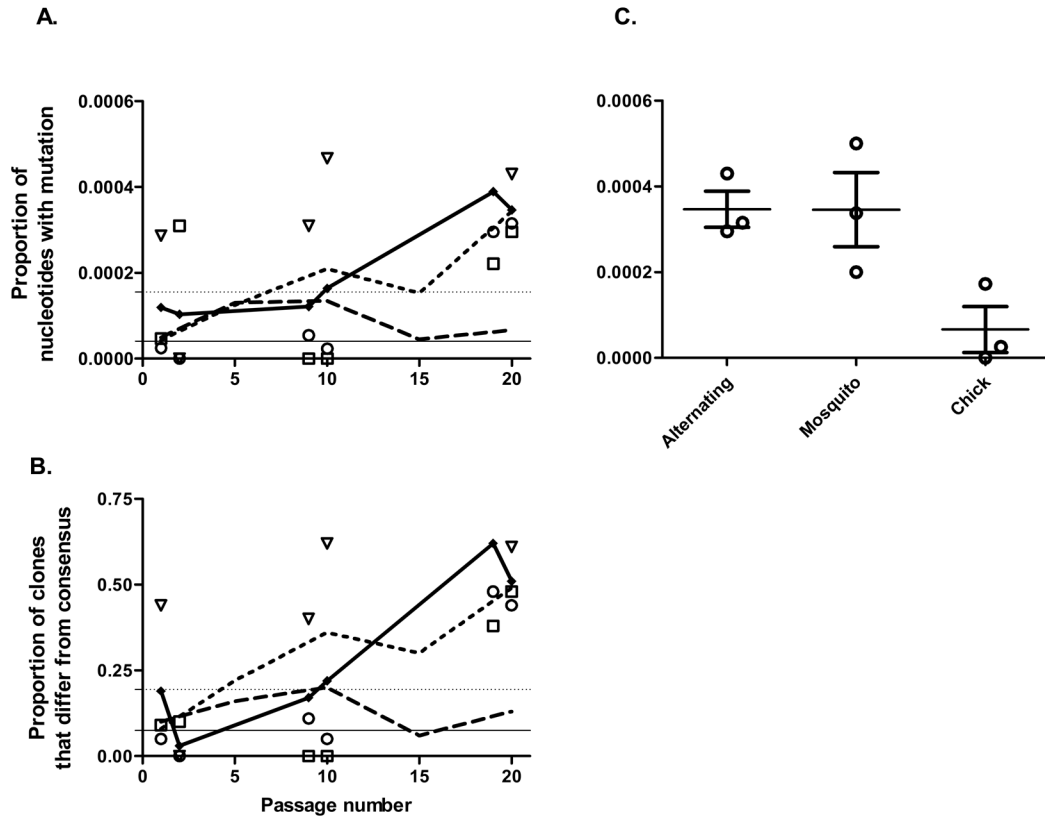 A.
Proportion of
nucleotides with mutation
0.0006
0.0004
0.0002
0.0000
0
5
10
15
20
C.
0.0006
0.0004
0.0002
0.0000
Alternating
Mosquito
Chick
B.
Proportion of clones
that differ from consensus
0.75
0.50
0.25
0.00
0
5
10
15
20
Passage number